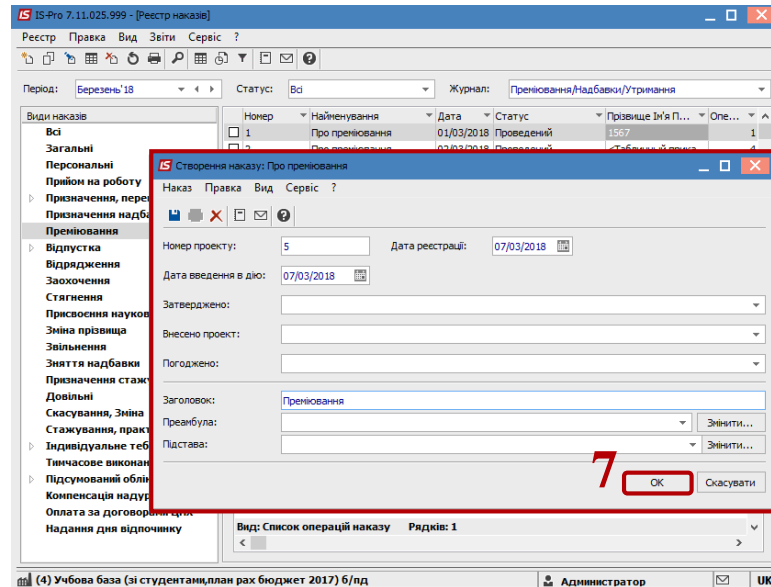 IS-Pro 7.11.025.999 - [Реєстр наказів]
Реєстр Правка Вид Звіти Сервіс ?
Період: Березень'18 Статус: Всі Журнал: Преміювання/Надбавки/Утримання
Види наказів
Номер Найменування Дата Статус Прізвище Ім'я П... Опе...
Всі
1 Про преміювання 01/03/2018 Проведений 1567 1
Загальні
Персональні
Прийом на роботу
Призначення, пере
Призначення надба
Преміювання
Відпустка
Відрядження
Заохочення
Стягнення
Присвоєння науков
Зміна прізвища
Звільнення
Зняття надбавки
Призначення стаж
Довільні
Скасування, Зміна
Стажування, практ
Індивідуальне теб
Тимчасове виконан
Підсумований облік
Компенсація надур
Оплата за договорами ЦПХ
Надання дня відпочинку
Створення наказу: Про преміювання
Наказ Правка Вид Сервіс ?
Номер проекту: 5 Дата реєстрації: 07/03/2018
Дата введення в дію: 07/03/2018
Затверджено:
Внесено проект:
Погоджено:
Заголовок: Преміювання
Преамбула: Змінити...
Підстава: Змінити...
7 OK Скасувати
Вид: Список операцій наказу Рядків: 1
(4) Учбова база (зі студентами,план рах бюджет 2017) б/пд Администратор UK